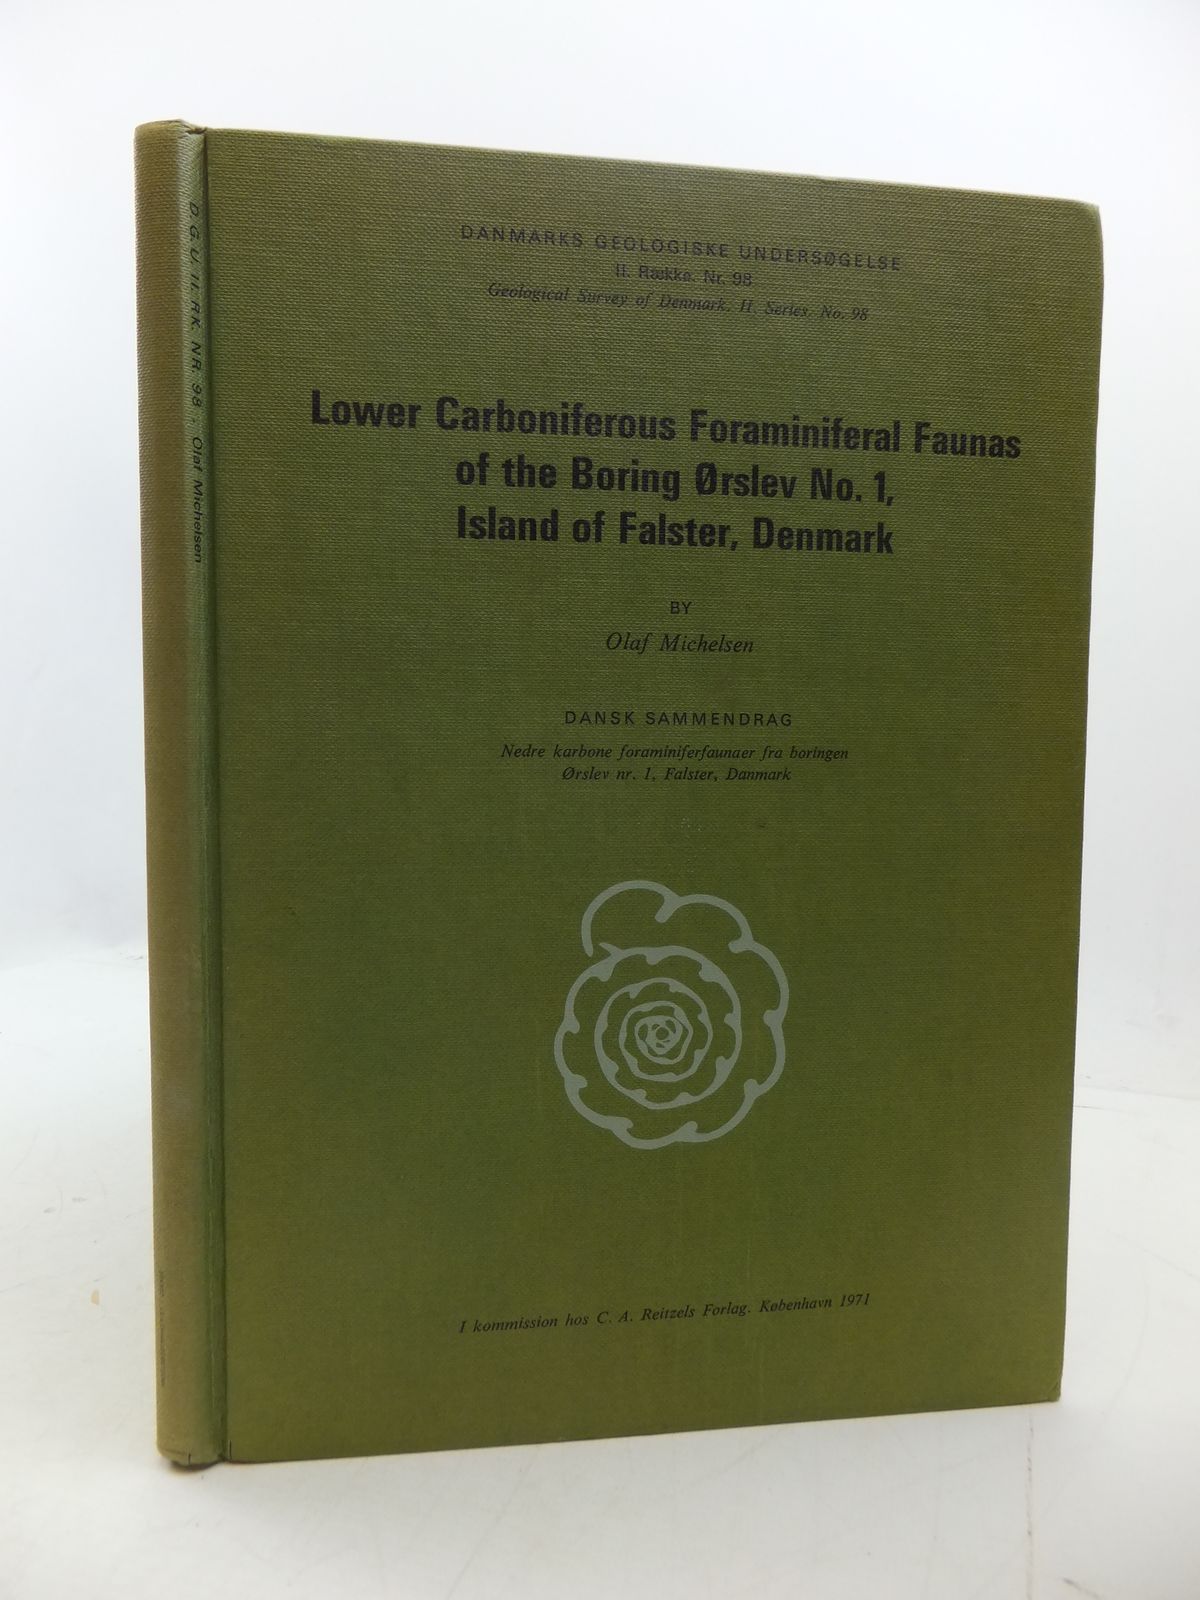 D.G.U. II. RK. NR. 98 . Olaf Michelsen
DANMARKS GEOLOGISKE UNDERSØGELSE
II. Række. Nr. 98
Geological Survey of Denmark. II. Series. No. 98
Lower Carboniferous Foraminiferal Faunas
of the Boring Ørslev No. 1,
Island of Falster, Denmark
BY
Olaf Michelsen
DANSK SAMMENDRAG
Nedre karbone foraminiferfaunaer fra boringen
Ørslev nr. 1, Falster, Danmark
I kommission hos C. A. Reitzels Forlag. København 1971